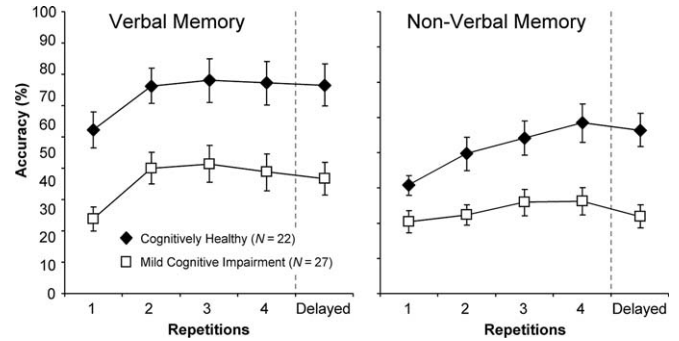 Verbal Memory
Non-Verbal Memory
Accuracy (%)
100
90
80
70
60
50
40
30
20
10
0
Cognitively Healthy (N = 22)
Mild Cognitive Impairment (N = 27)
1 2 3 4 Delayed
Repetitions
1 2 3 4 Delayed
Repetitions